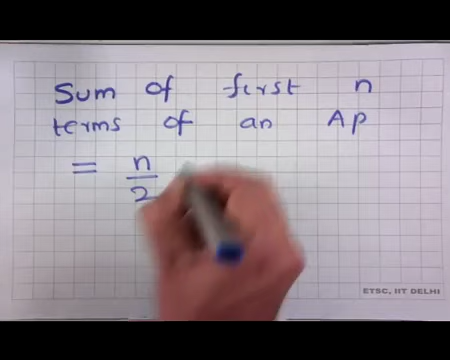 Sum of first n
terms of an AP
= n/2
ETSC, IIT DELHI